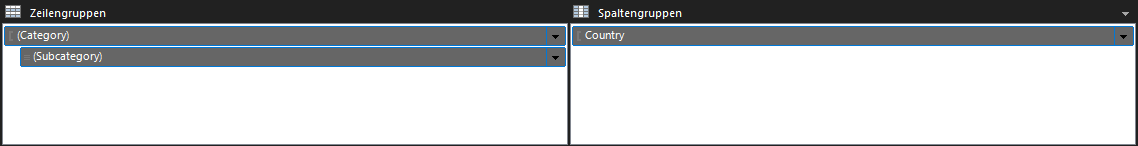 Zeilengruppen
(Category)
(Subcategory)
Spaltengruppen
Country